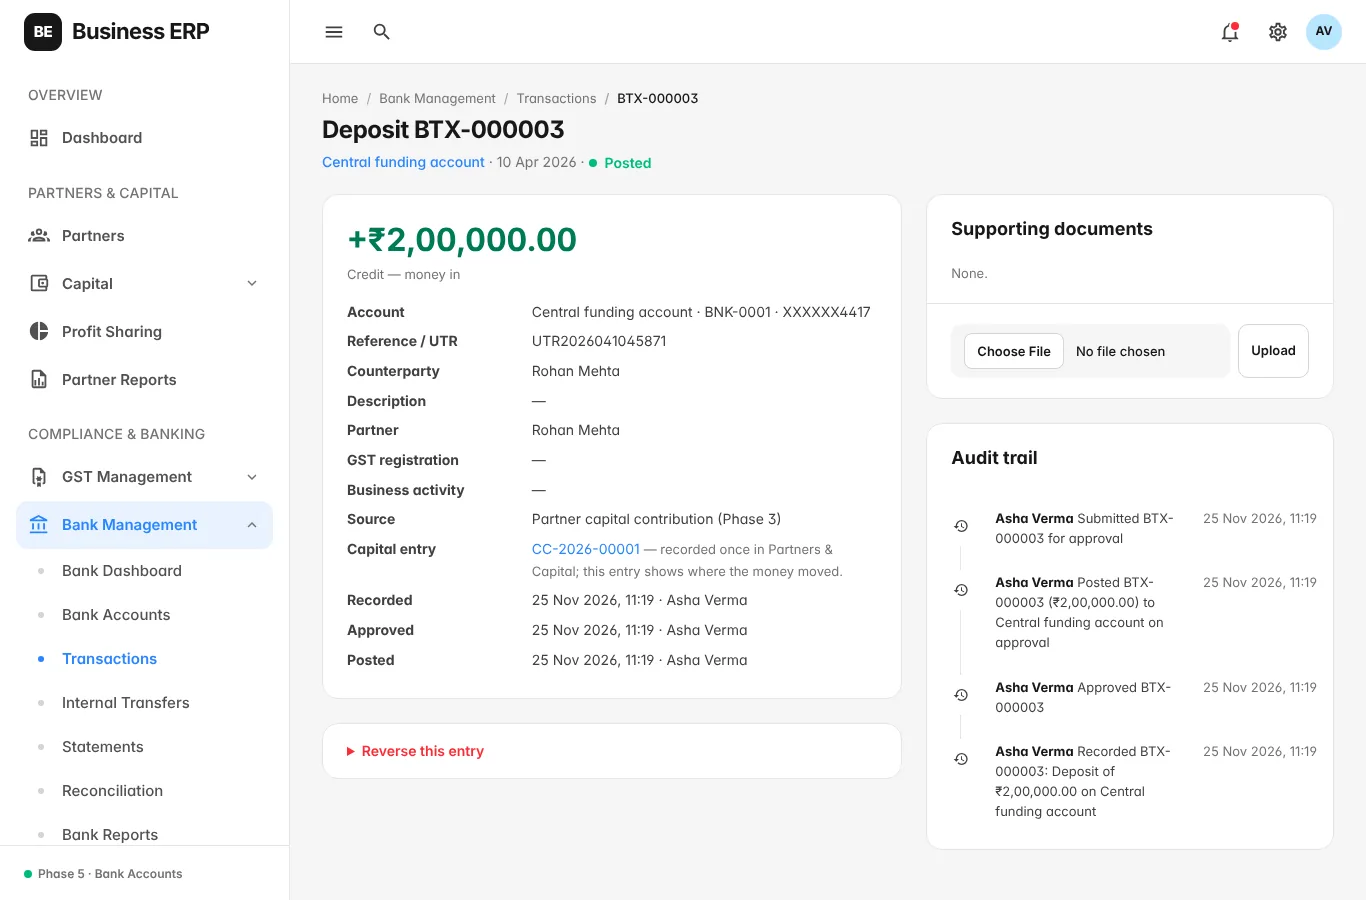 BE Business ERP
OVERVIEW
Dashboard
PARTNERS & CAPITAL
Partners
Capital
Profit Sharing
Partner Reports
COMPLIANCE & BANKING
GST Management
Bank Management
Bank Dashboard
Bank Accounts
Transactions
Internal Transfers
Statements
Reconciliation
Bank Reports
Phase 5 · Bank Accounts
AV
Home / Bank Management / Transactions / BTX-000003
Deposit BTX-000003
Central funding account · 10 Apr 2026 · Posted
+₹2,00,000.00
Credit — money in
Account Central funding account · BNK-0001 · XXXXXX4417
Reference / UTR UTR2026041045871
Counterparty Rohan Mehta
Description —
Partner Rohan Mehta
GST registration —
Business activity —
Source Partner capital contribution (Phase 3)
Capital entry CC-2026-00001 — recorded once in Partners &
Capital; this entry shows where the money moved.
Recorded 25 Nov 2026, 11:19 · Asha Verma
Approved 25 Nov 2026, 11:19 · Asha Verma
Posted 25 Nov 2026, 11:19 · Asha Verma
Reverse this entry
Supporting documents
None.
Choose File No file chosen Upload
Audit trail
Asha Verma Submitted BTX- 25 Nov 2026, 11:19
000003 for approval
Asha Verma Posted BTX- 25 Nov 2026, 11:19
000003 (₹2,00,000.00) to
Central funding account on
approval
Asha Verma Approved BTX- 25 Nov 2026, 11:19
000003
Asha Verma Recorded BTX- 25 Nov 2026, 11:19
000003: Deposit of
₹2,00,000.00 on Central
funding account